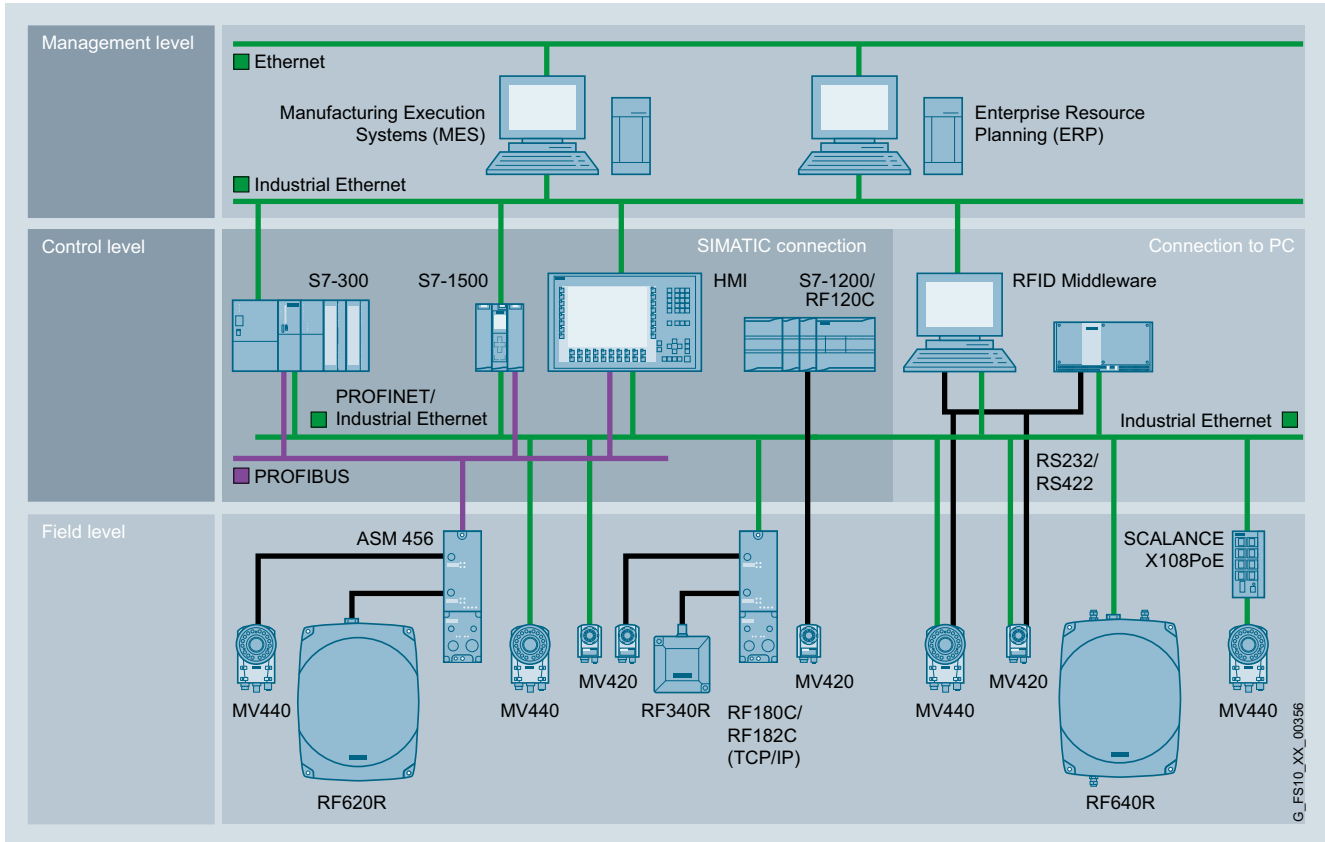 Management level
Ethernet
Manufacturing Execution
Systems (MES)
Enterprise Resource
Planning (ERP)
Industrial Ethernet
Control level
SIMATIC connection
Connection to PC
S7-300
S7-1500
HMI
S7-1200/
RF120C
RFID Middleware
PROFINET/
Industrial Ethernet
Industrial Ethernet
PROFIBUS
RS232/
RS422
Field level
ASM 456
SCALANCE
X108PoE
MV440
RF620R
MV440
MV420
RF340R
RF180C/
RF182C
(TCP/IP)
MV420
MV440
MV420
RF640R
MV440
G_FS10_XX_00356